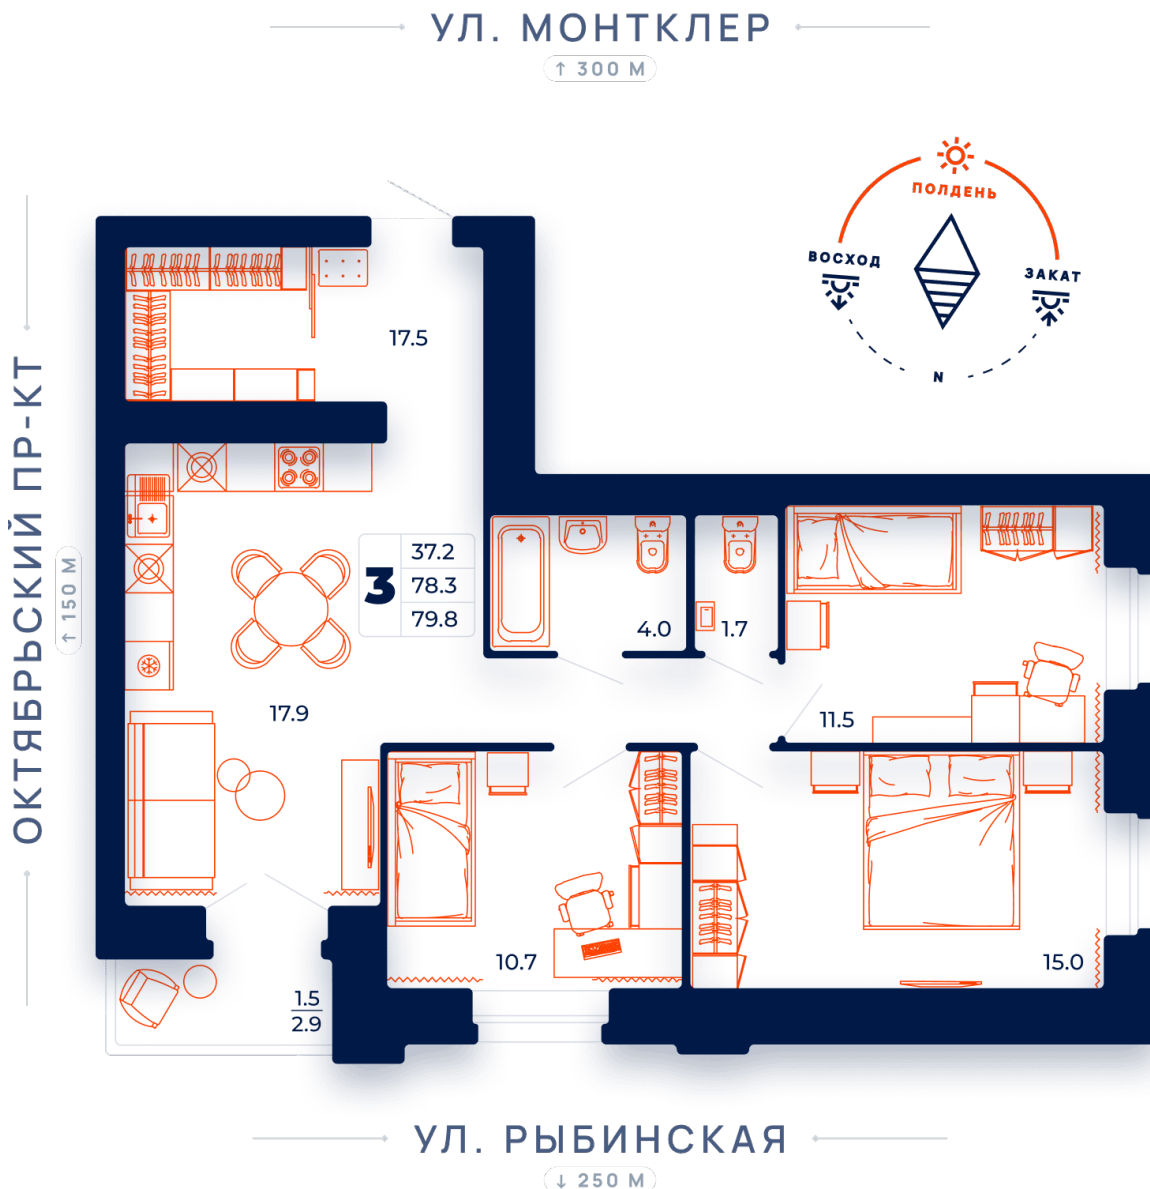 УЛ. МОНТКЛЕР
↑ 300 М
ПОЛДЕНЬ
ВОСХОД
ЗАКАТ
N
ОКТЯБРЬСКИЙ ПР-КТ
↑ 150 М
17.5
3
37.2
78.3
79.8
4.0
1.7
11.5
17.9
10.7
15.0
1.5
2.9
УЛ. РЫБИНСКАЯ
↓ 250 М